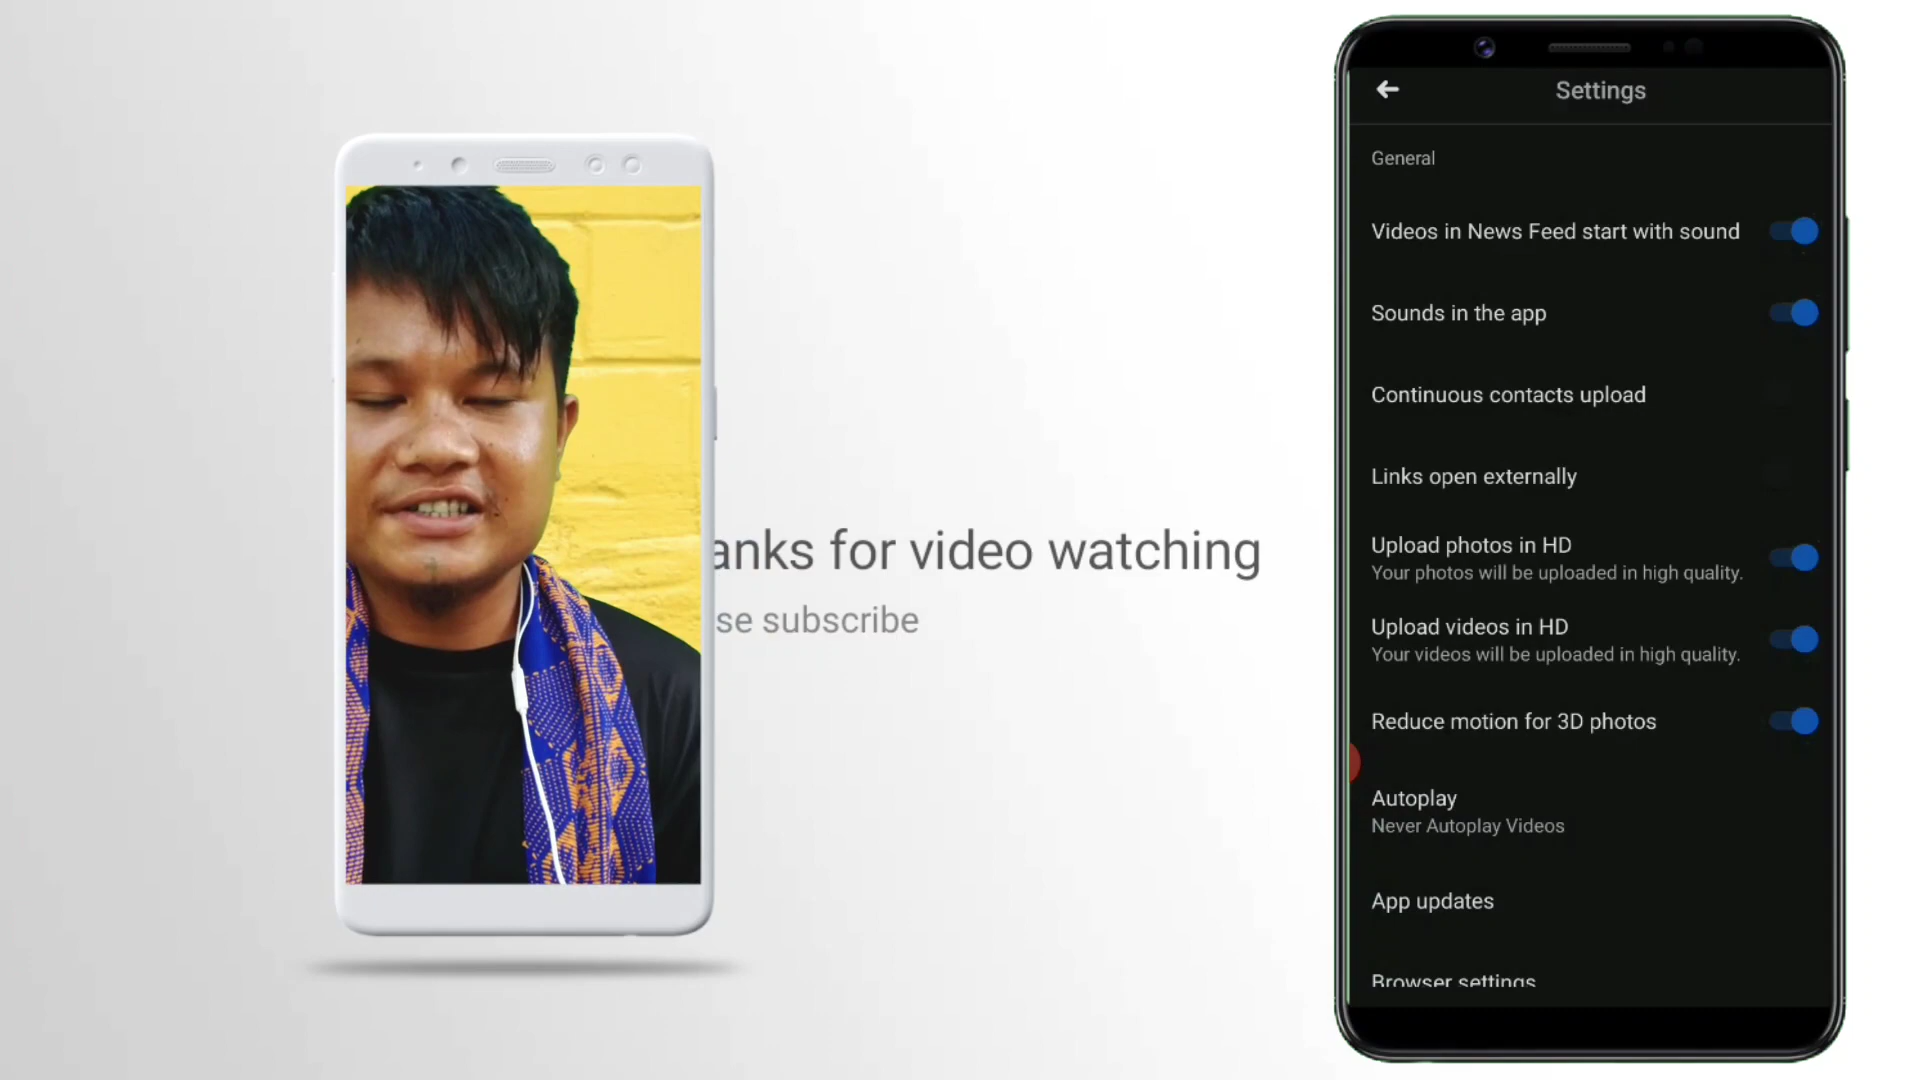 anks for video watching
se subscribe
Settings
General
Videos in News Feed start with sound
Sounds in the app
Continuous contacts upload
Links open externally
Upload photos in HD
Your photos will be uploaded in high quality.
Upload videos in HD
Your videos will be uploaded in high quality.
Reduce motion for 3D photos
Autoplay
Never Autoplay Videos
App updates
Browser settings